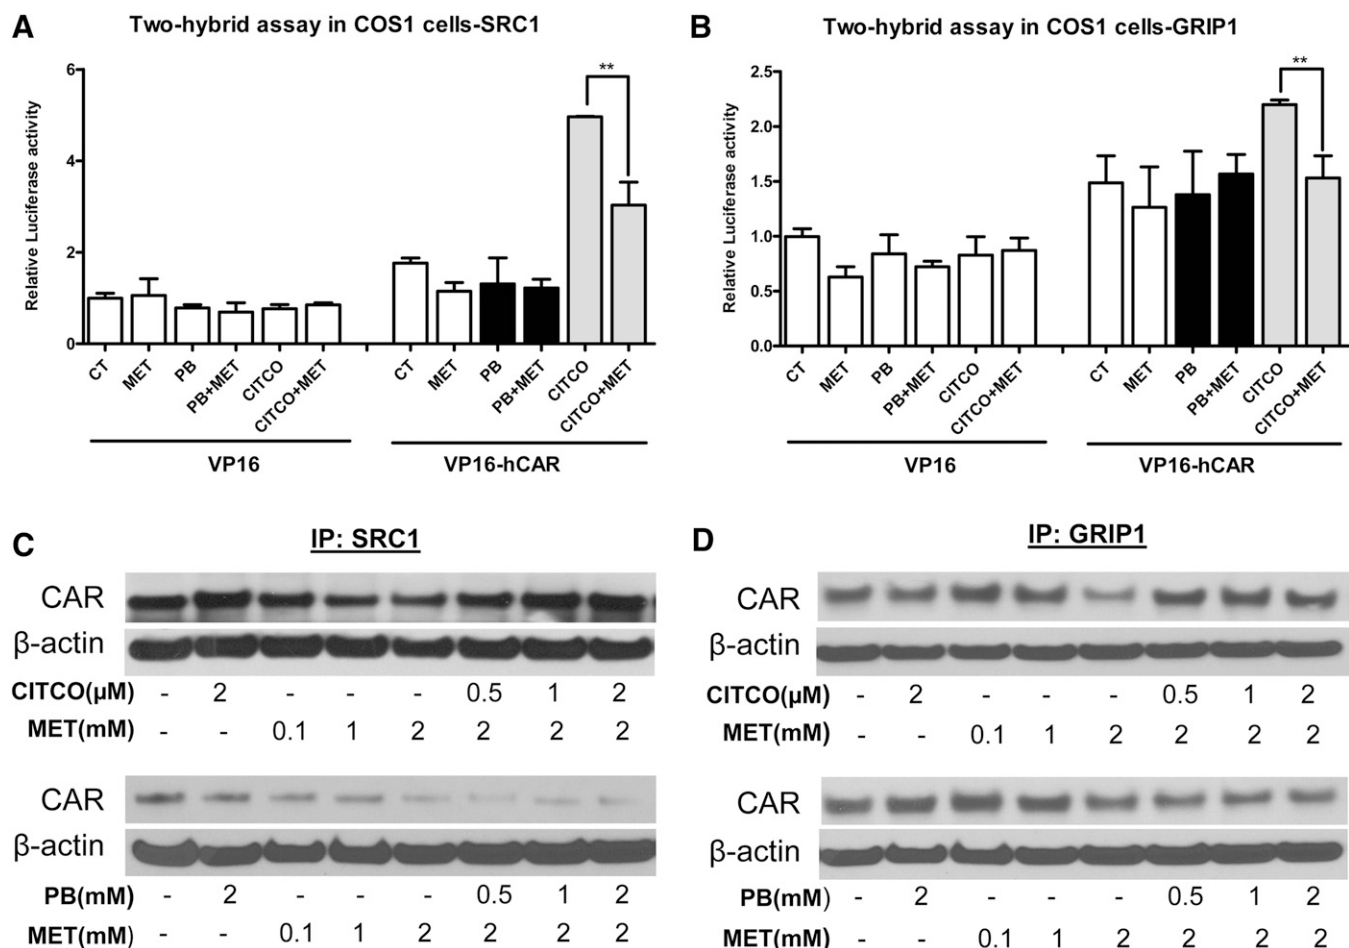 A Two-hybrid assay in COS1 cells-SRC1
Relative Luciferase activity
6
4
2
0
CT MET PB PB+MET CITCO CITCO+MET CT MET PB PB+MET CITCO CITCO+MET
**
VP16 VP16-hCAR
B Two-hybrid assay in COS1 cells-GRIP1
Relative Luciferase activity
2.5
2.0
1.5
1.0
0.5
0.0
CT MET PB PB+MET CITCO CITCO+MET CT MET PB PB+MET CITCO CITCO+MET
**
VP16 VP16-hCAR
C IP: SRC1
CAR
β-actin
CITCO(µM) - 2 - - - 0.5 1 2
MET(mM) - - 0.1 1 2 2 2 2
CAR
β-actin
PB(mM) - 2 - - - 0.5 1 2
MET(mM) - - 0.1 1 2 2 2 2
D IP: GRIP1
CAR
β-actin
CITCO(µM) - 2 - - - 0.5 1 2
MET(mM) - - 0.1 1 2 2 2 2
CAR
β-actin
PB(mM) - 2 - - - 0.5 1 2
MET(mM) - - 0.1 1 2 2 2 2